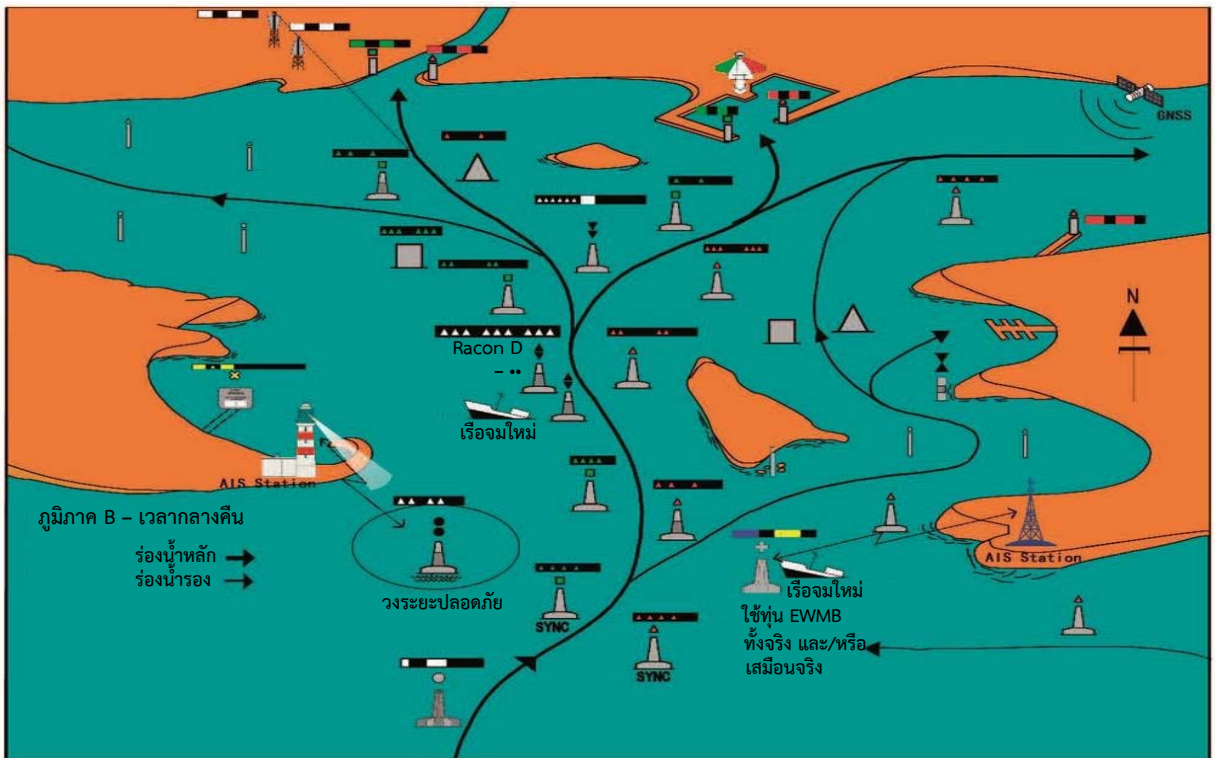 GNSS
N
Racon D
– ••
เรือจมใหม่
AIS Station
ภูมิภาค B – เวลากลางคืน
ร่องน้ำหลัก
ร่องน้ำรอง
วงระยะปลอดภัย
AIS Station
เรือจมใหม่
ใช้ทุ่น EWMB
ทั้งจริง และ/หรือ
เสมือนจริง
SYNC
SYNC